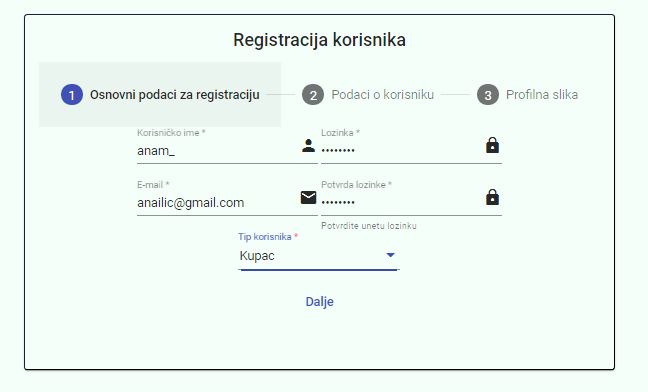 Registracija korisnika
1 Osnovni podaci za registraciju 2 Podaci o korisniku 3 Profilna slika
Korisničko ime * Lozinka *
anam_ ••••••••
E-mail * Potvrda lozinke *
anailic@gmail.com ••••••••
Potvrdite unetu lozinku
Tip korisnika *
Kupac
Dalje